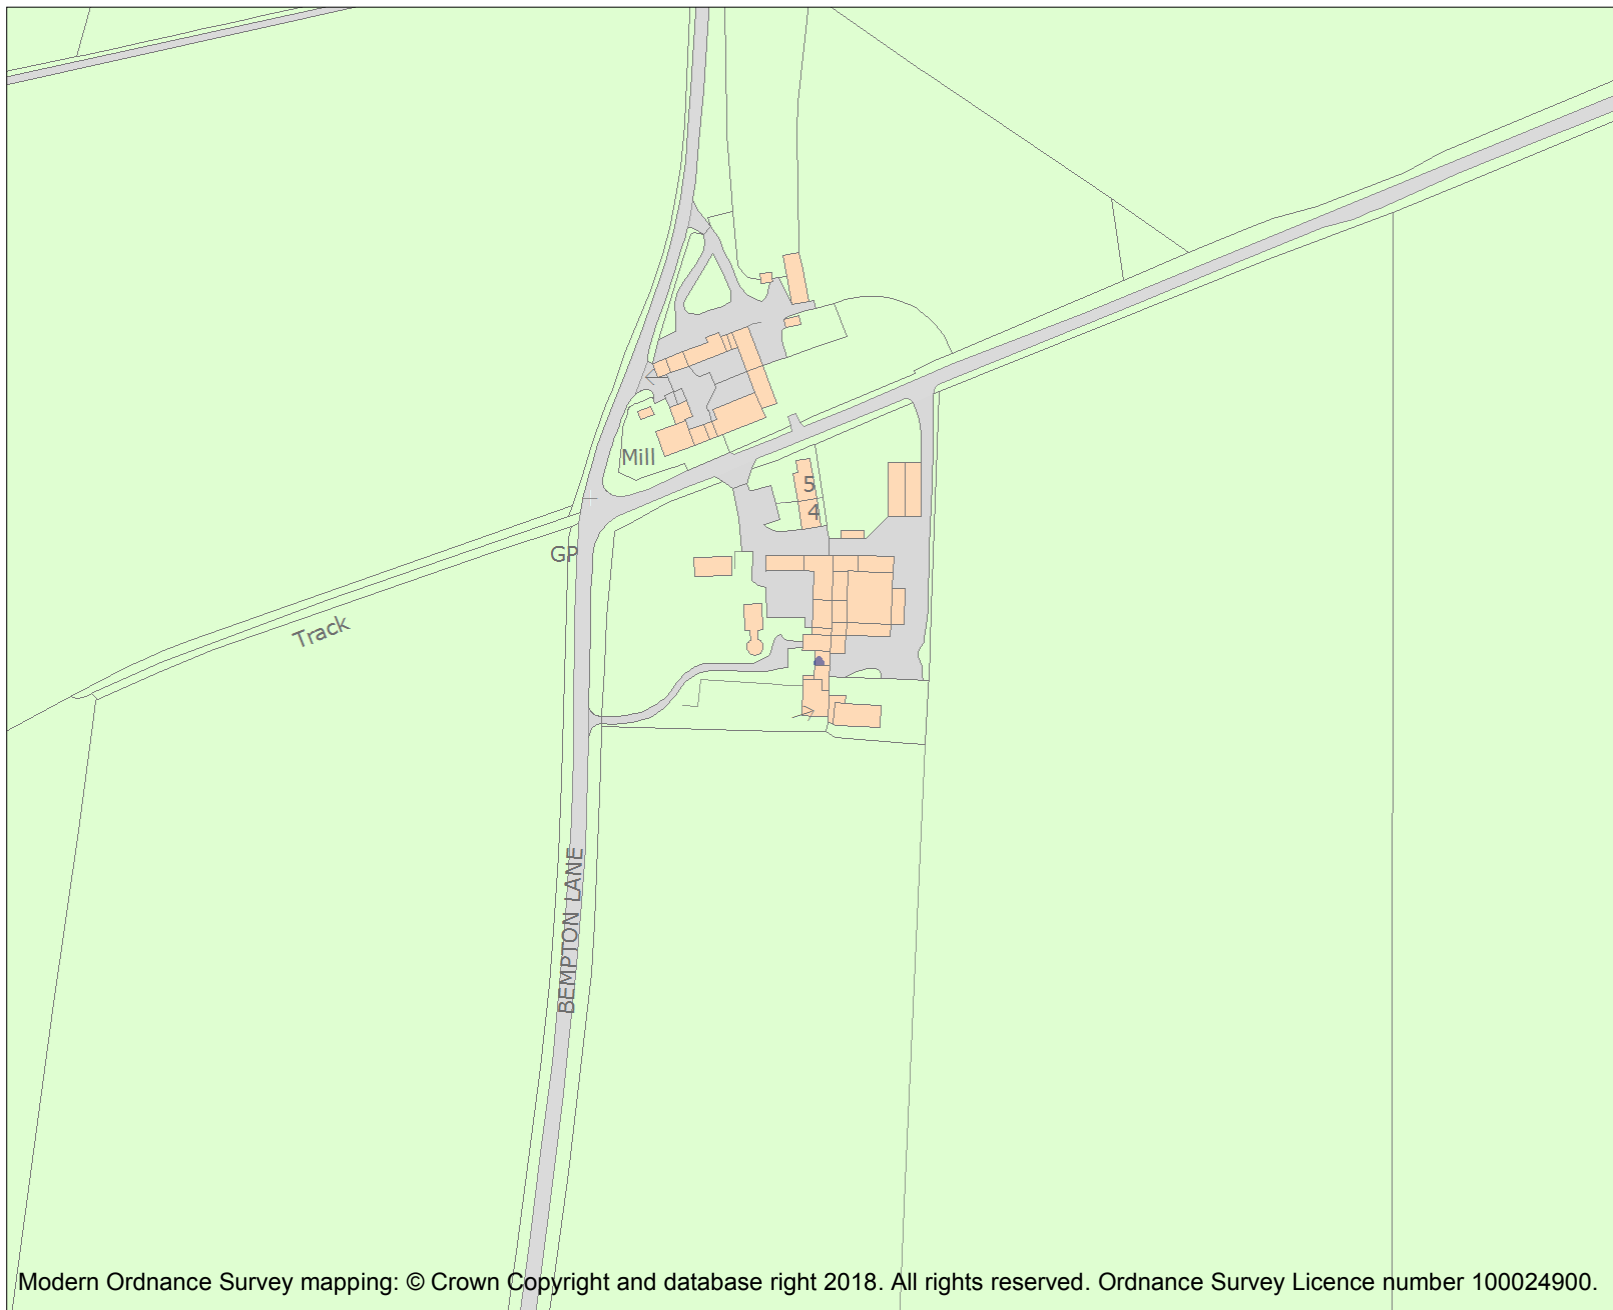 Mill
5
4
GP
Track
BEMPTON LANE
Modern Ordnance Survey mapping: © Crown Copyright and database right 2018. All rights reserved. Ordnance Survey Licence number 100024900.